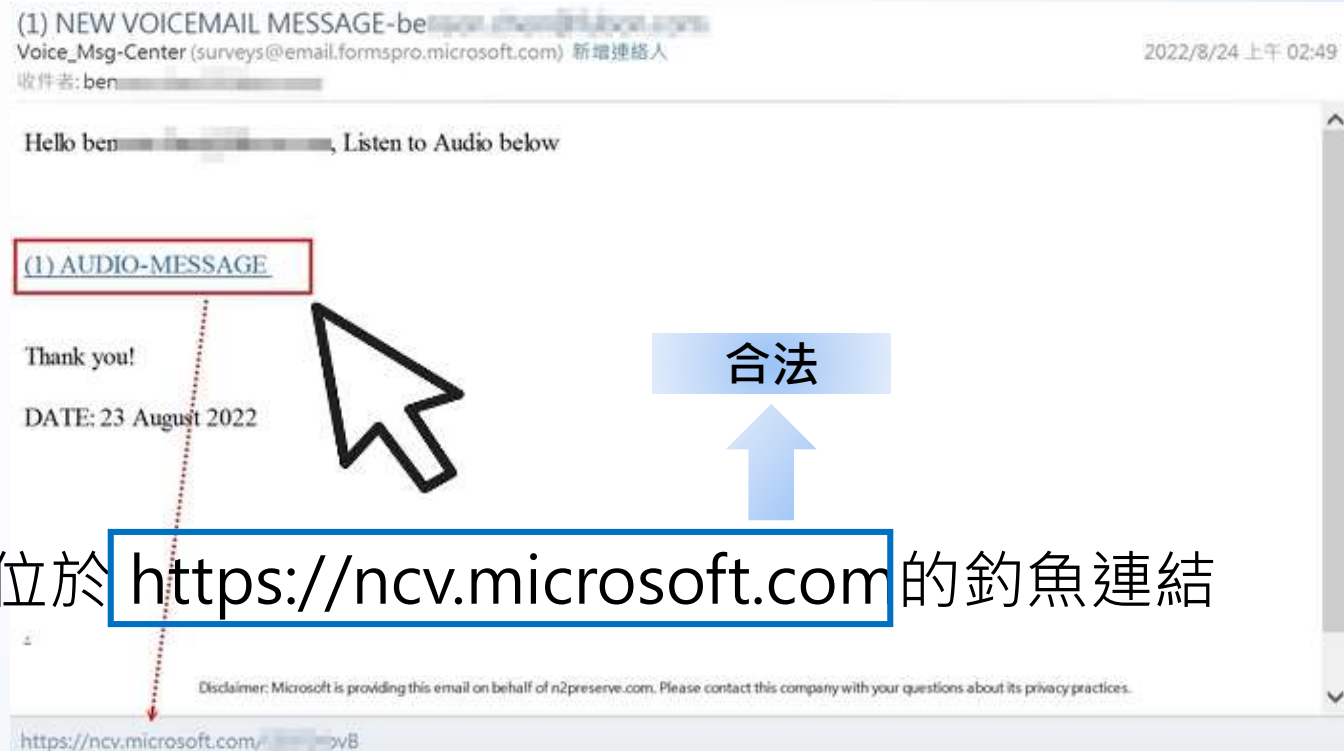 (1) NEW VOICEMAIL MESSAGE-be
Voice_Msg-Center (surveys@email.formspro.microsoft.com) 新增連絡人
2022/8/24 上午 02:49
收件者: ben
Hello ben , Listen to Audio below
(1) AUDIO-MESSAGE
Thank you!
合法
DATE: 23 August 2022
位於 https://ncv.microsoft.com的釣魚連結
Disclaimer: Microsoft is providing this email on behalf of n2preserve.com. Please contact this company with your questions about its privacy practices.
https://ncv.microsoft.com/ ovB